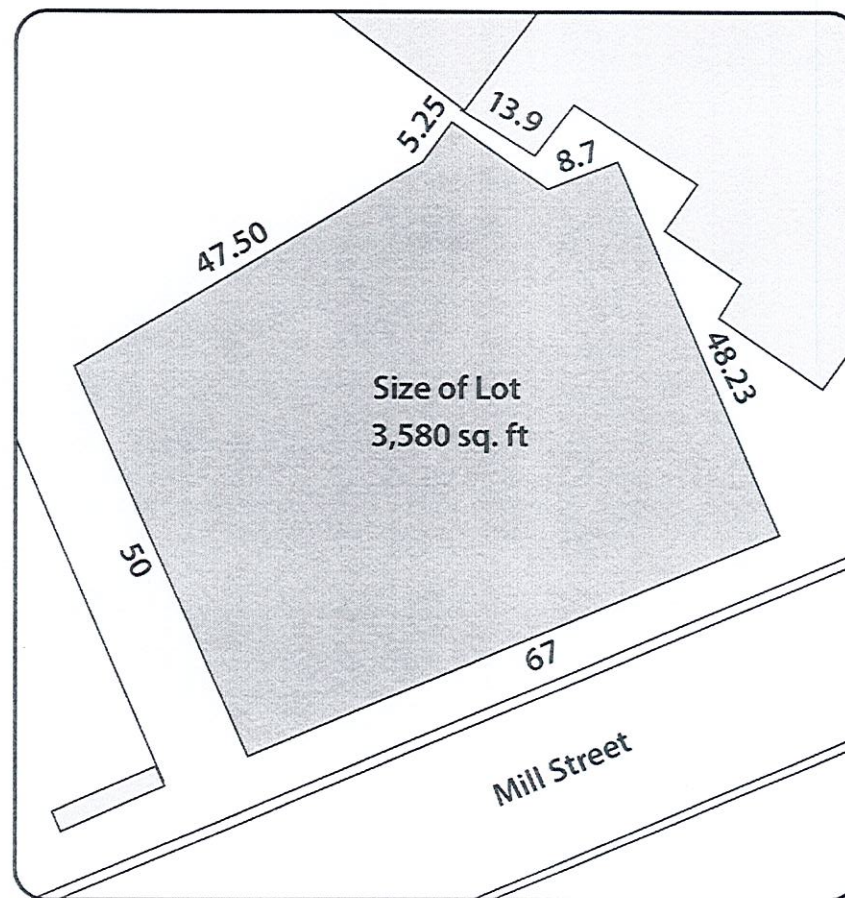 5.25
13.9
8.7
47.50
48.23
Size of Lot
3,580 sq. ft
50
67
Mill Street